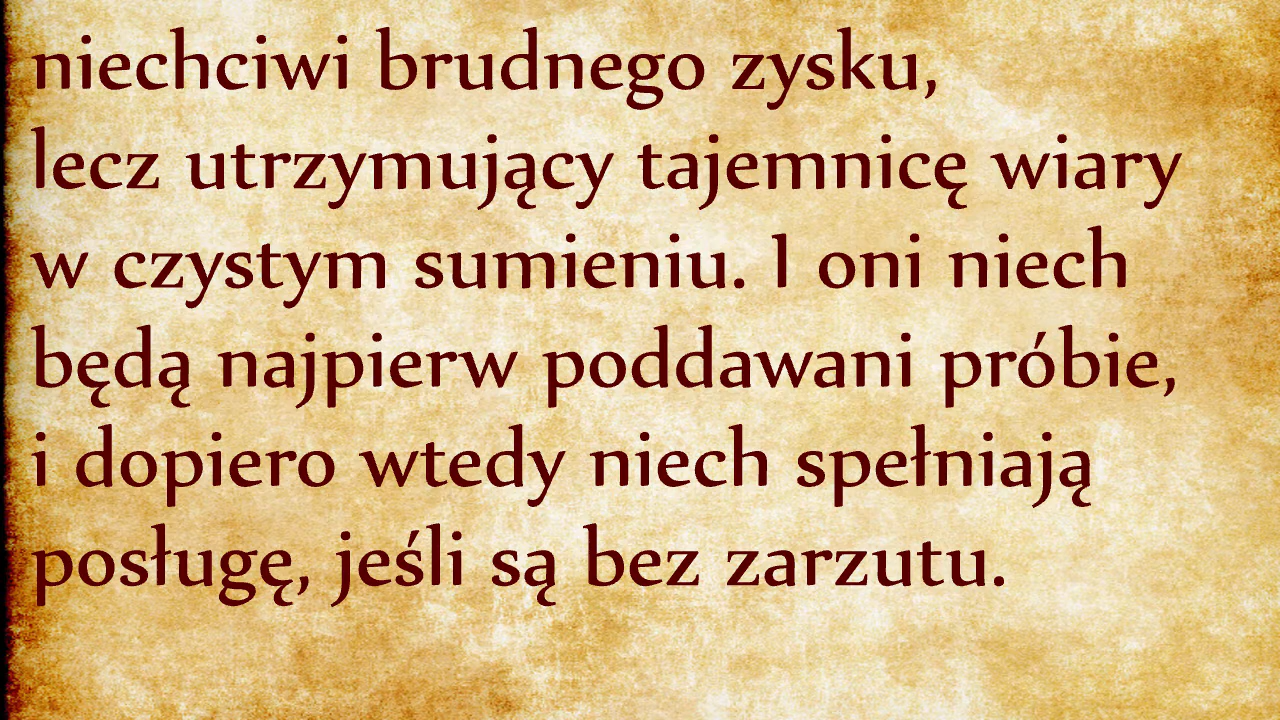 niechciwi brudnego zysku,
lecz utrzymujący tajemnicę wiary
w czystym sumieniu. I oni niech
będą najpierw poddawani próbie,
i dopiero wtedy niech spełniają
posługę, jeśli są bez zarzutu.